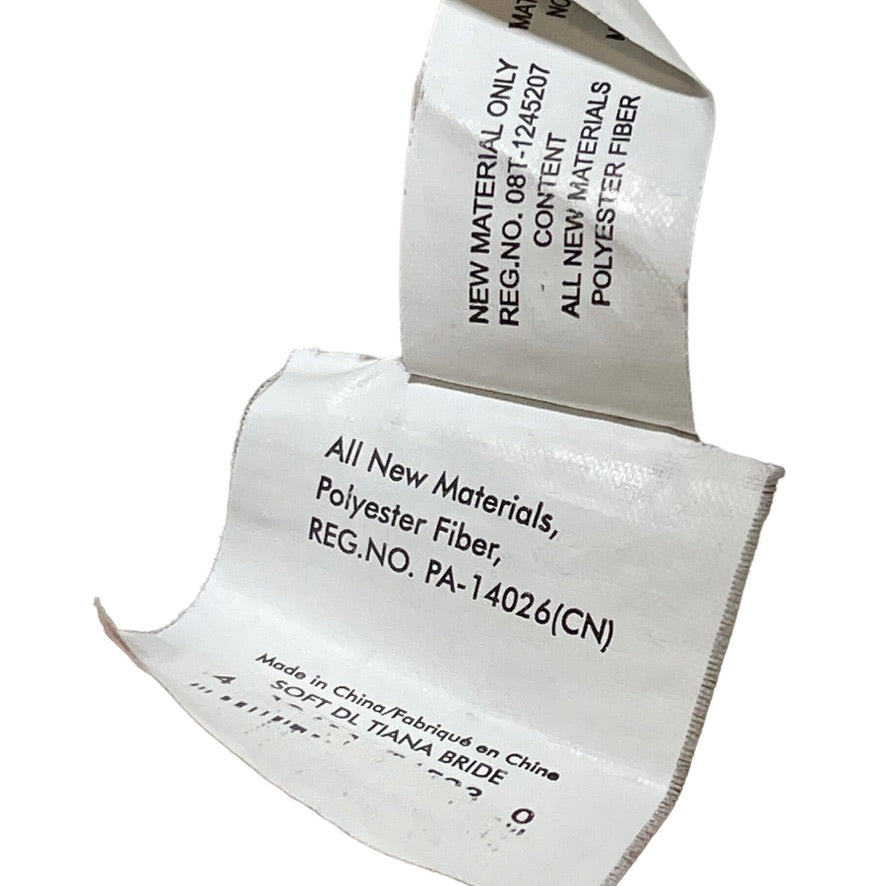 NEW MATERIAL ONLY
REG.NO. 08T-1245207
CONTENT
ALL NEW MATERIALS
POLYESTER FIBER
All New Materials,
Polyester Fiber,
REG.NO. PA-14026(CN)
Made in China/Fabriqué en Chine
SOFT DL TIANA BRIDE